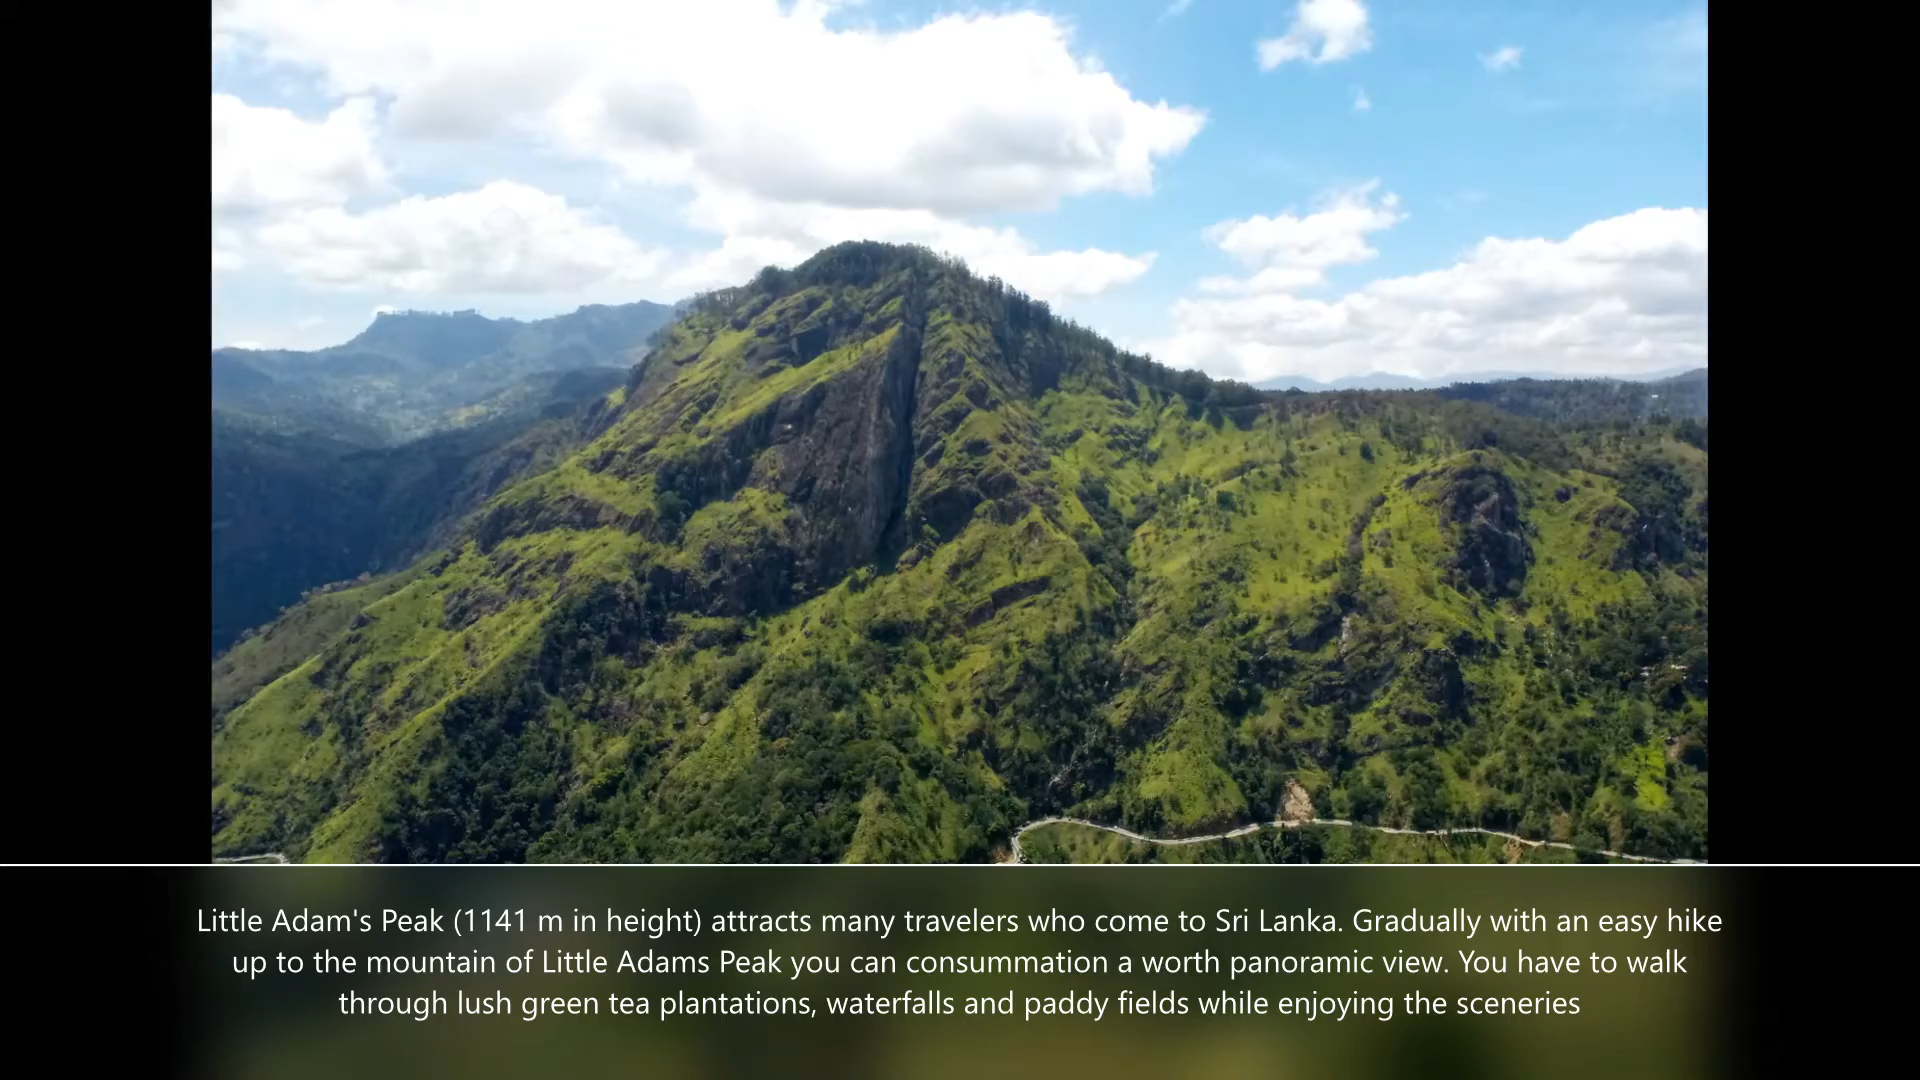 Little Adam's Peak (1141 m in height) attracts many travelers who come to Sri Lanka. Gradually with an easy hike
up to the mountain of Little Adams Peak you can consummation a worth panoramic view. You have to walk
through lush green tea plantations, waterfalls and paddy fields while enjoying the sceneries